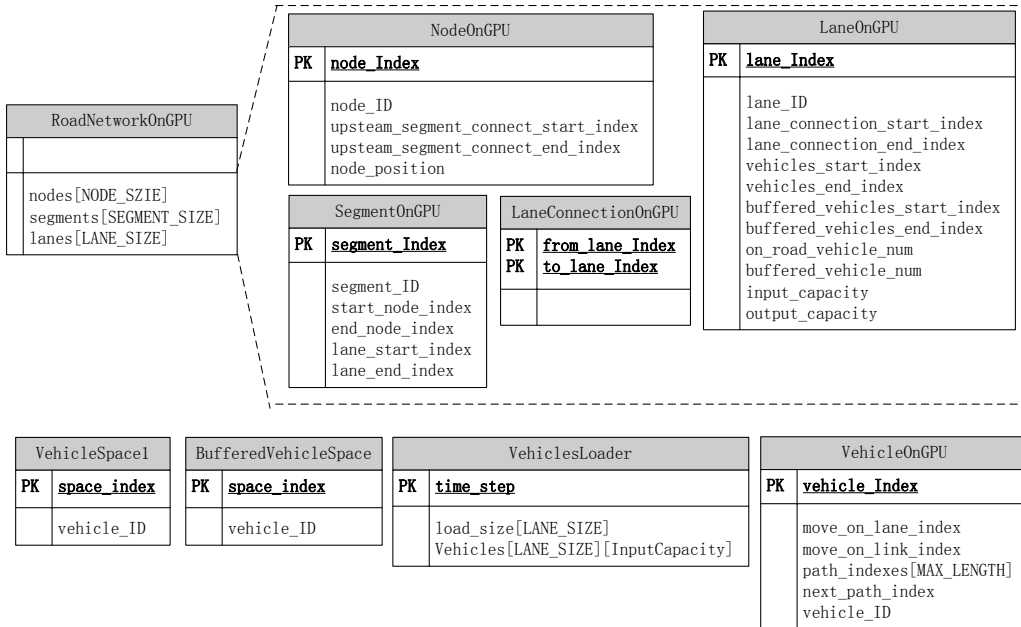 RoadNetworkOnGPU
nodes[NODE_SZIE]
segments[SEGMENT_SIZE]
lanes[LANE_SIZE]
NodeOnGPU
PK node_Index
node_ID
upsteam_segment_connect_start_index
upsteam_segment_connect_end_index
node_position
SegmentOnGPU
PK segment_Index
segment_ID
start_node_index
end_node_index
lane_start_index
lane_end_index
LaneConnectionOnGPU
PK from_lane_Index
PK to_lane_Index
LaneOnGPU
PK lane_Index
lane_ID
lane_connection_start_index
lane_connection_end_index
vehicles_start_index
vehicles_end_index
buffered_vehicles_start_index
buffered_vehicles_end_index
on_road_vehicle_num
buffered_vehicle_num
input_capacity
output_capacity
VehicleSpace1
PK space_index
vehicle_ID
BufferedVehicleSpace
PK space_index
vehicle_ID
VehiclesLoader
PK time_step
load_size[LANE_SIZE]
Vehicles[LANE_SIZE][InputCapacity]
VehicleOnGPU
PK vehicle_Index
move_on_lane_index
move_on_link_index
path_indexes[MAX_LENGTH]
next_path_index
vehicle_ID